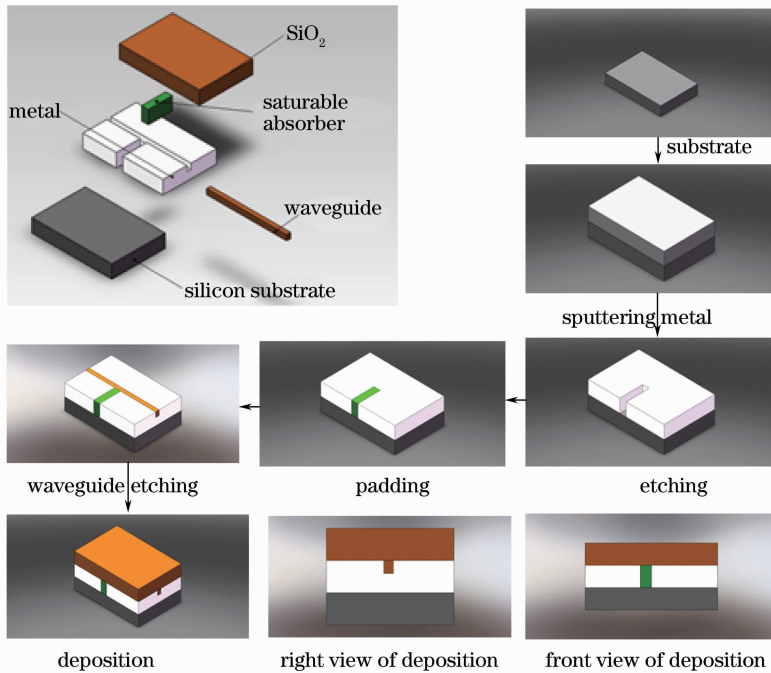 SiO₂
saturable
absorber
metal
waveguide
silicon substrate
substrate
sputtering metal
etching
padding
waveguide etching
deposition
right view of deposition
front view of deposition